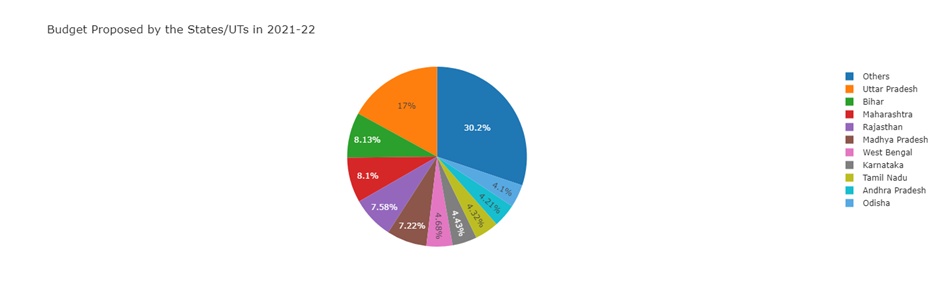 Budget Proposed by the States/UTs in 2021-22
17%
30.2%
8.13%
8.1%
7.58%
7.22%
4.68%
4.43%
4.32%
4.21%
4.1%
Others
Uttar Pradesh
Bihar
Maharashtra
Rajasthan
Madhya Pradesh
West Bengal
Karnataka
Tamil Nadu
Andhra Pradesh
Odisha